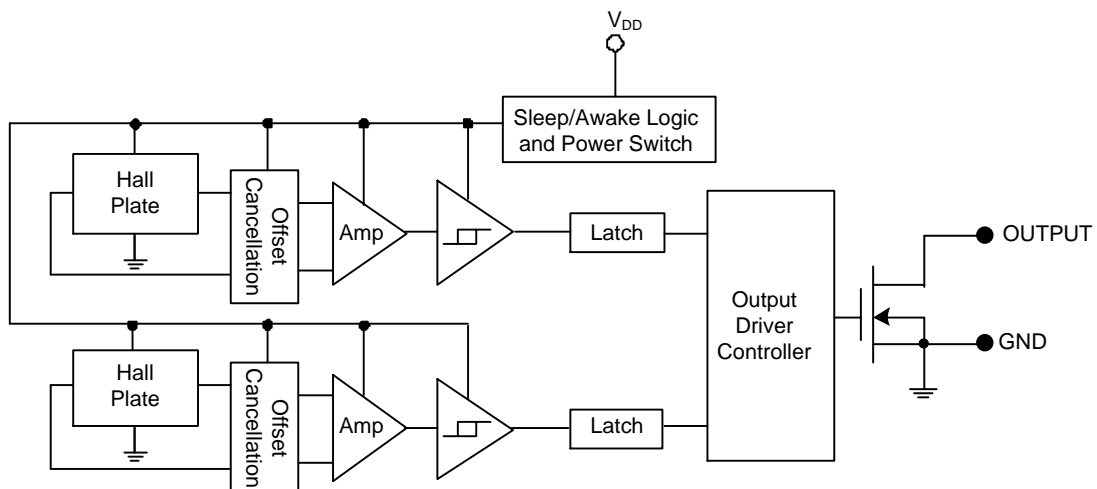 VDD
Sleep/Awake Logic
and Power Switch
Hall
Plate
Offset
Cancellation
Amp
Latch
Output
Driver
Controller
OUTPUT
GND
Hall
Plate
Offset
Cancellation
Amp
Latch